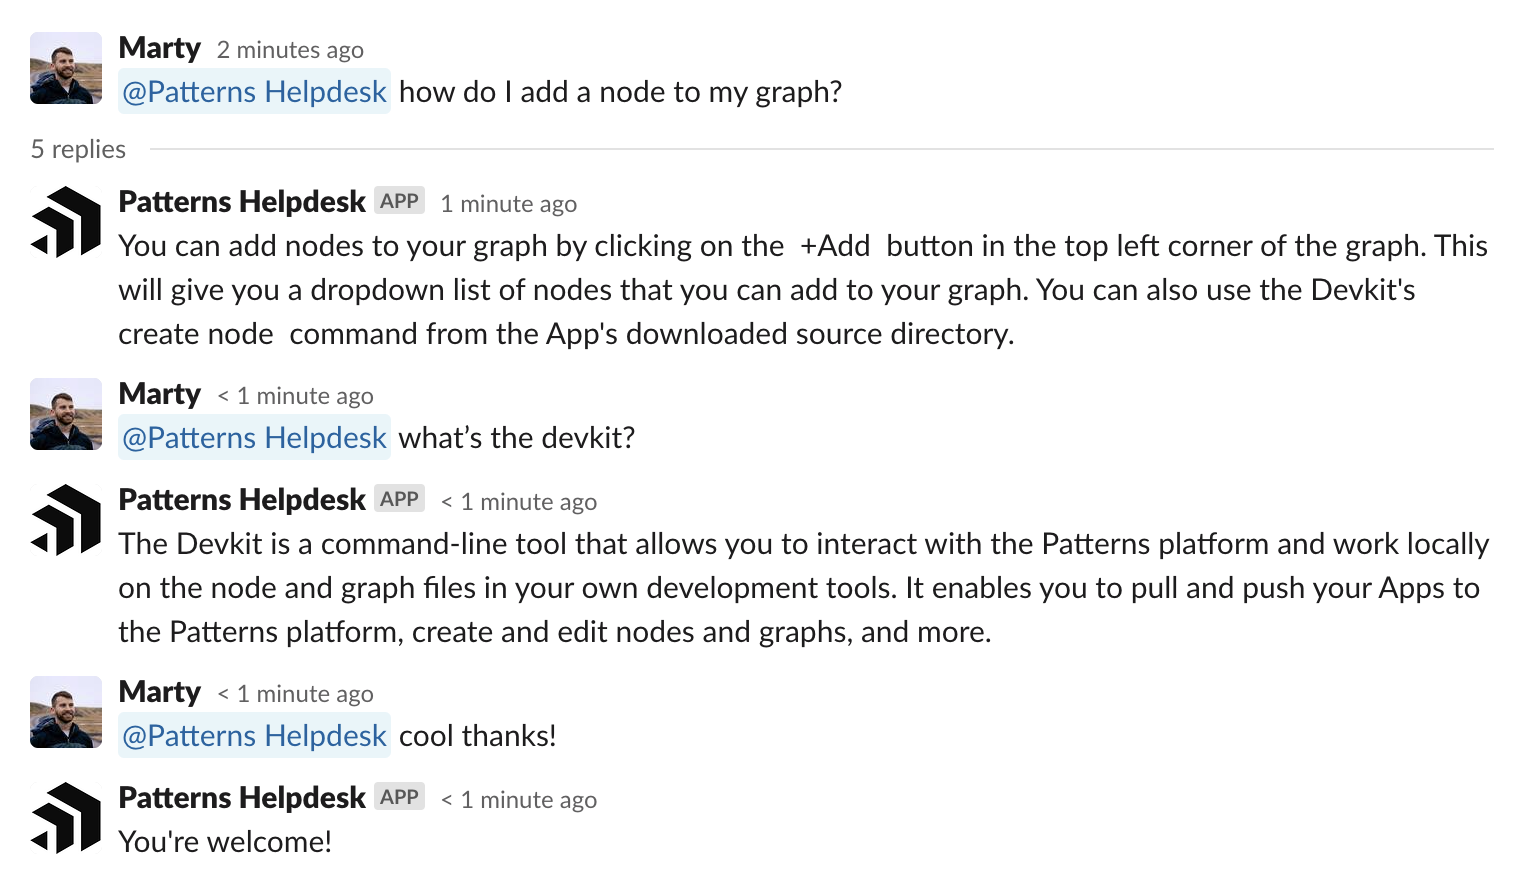 Marty 2 minutes ago
@Patterns Helpdesk how do I add a node to my graph?
5 replies
Patterns Helpdesk APP 1 minute ago
You can add nodes to your graph by clicking on the +Add button in the top left corner of the graph. This
will give you a dropdown list of nodes that you can add to your graph. You can also use the Devkit's
create node command from the App's downloaded source directory.
Marty < 1 minute ago
@Patterns Helpdesk what’s the devkit?
Patterns Helpdesk APP < 1 minute ago
The Devkit is a command-line tool that allows you to interact with the Patterns platform and work locally
on the node and graph files in your own development tools. It enables you to pull and push your Apps to
the Patterns platform, create and edit nodes and graphs, and more.
Marty < 1 minute ago
@Patterns Helpdesk cool thanks!
Patterns Helpdesk APP < 1 minute ago
You're welcome!